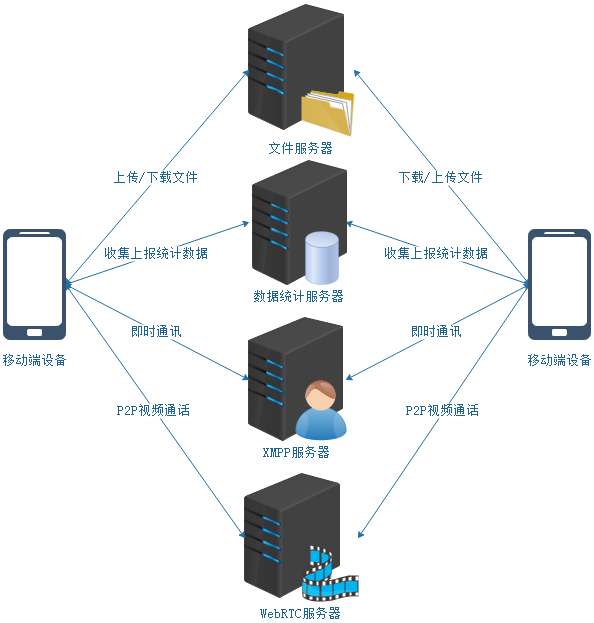 文件服务器
上传/下载文件
下载/上传文件
收集上报统计数据
收集上报统计数据
数据统计服务器
即时通讯
即时通讯
移动端设备
移动端设备
P2P视频通话
P2P视频通话
XMPP服务器
WebRTC服务器